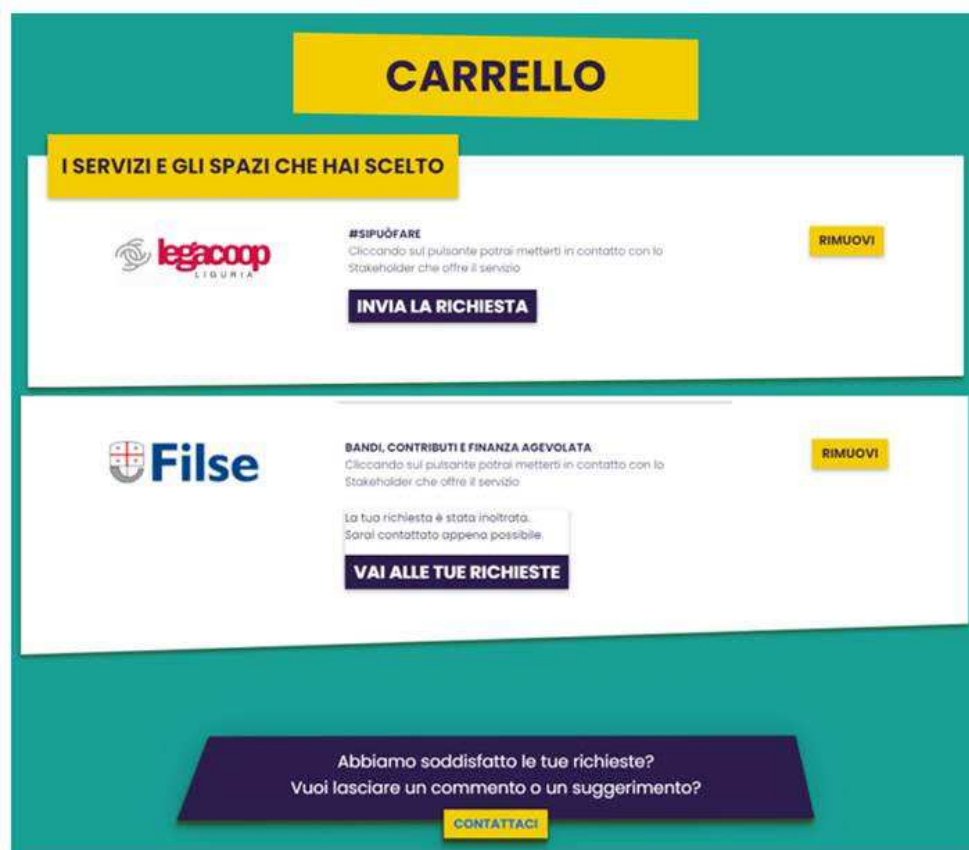 CARRELLO
I SERVIZI E GLI SPAZI CHE HAI SCELTO
legacoop
LIGURIA
#SIPUÒFARE
Cliccando sul pulsante potrai metterti in contatto con lo
Stakeholder che offre il servizio
INVIA LA RICHIESTA
RIMUOVI
Filse
BANDI, CONTRIBUTI E FINANZA AGEVOLATA
Cliccando sul pulsante potrai metterti in contatto con lo
Stakeholder che offre il servizio
La tua richiesta è stata inoltrata.
Sarai contattato appena possibile.
VAI ALLE TUE RICHIESTE
RIMUOVI
Abbiamo soddisfatto le tue richieste?
Vuoi lasciare un commento o un suggerimento?
CONTATTACI